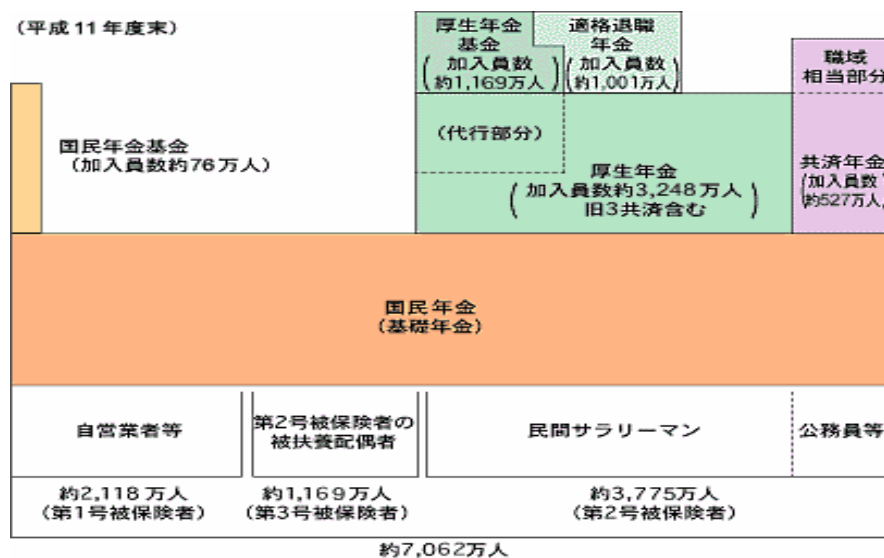 (平成11年度末)
厚生年金
基金
(加入員数
約1,169万人)
適格退職
年金
(加入員数
約1,001万人)
職域
相当部分
国民年金基金
(加入員数約76万人)
(代行部分)
厚生年金
(加入員数約3,248万人
旧3共済含む)
共済年金
(加入員数
約527万人)
国民年金
(基礎年金)
自営業者等
第2号被保険者の
被扶養配偶者
民間サラリーマン
公務員等
約2,118万人
(第1号被保険者)
約1,169万人
(第3号被保険者)
約3,775万人
(第2号被保険者)
約7,062万人